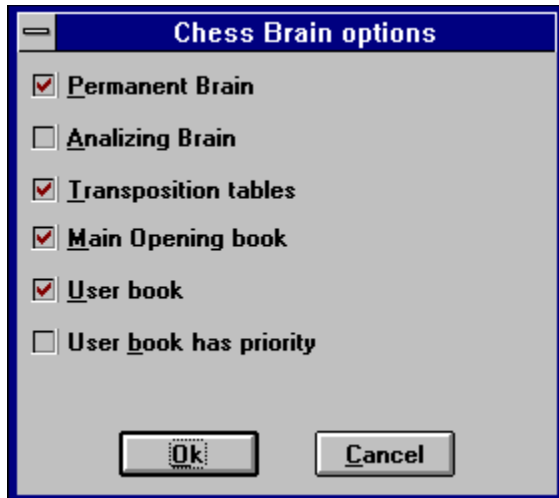 Chess Brain options
Permanent Brain
Analizing Brain
Transposition tables
Main Opening book
User book
User book has priority
Ok
Cancel